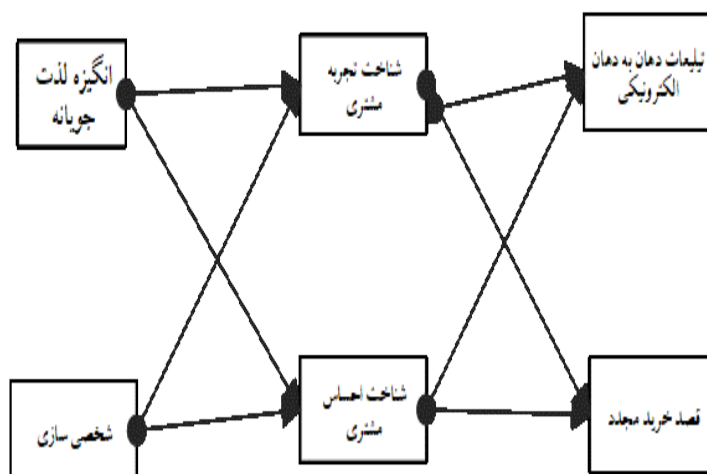 انگیزه لذت
جویانه
شناخت تجربه
مشتری
تبلیغات دهان به دهان
الکترونیکی
شخصی سازی
شناخت احساس
مشتری
قصد خرید مجدد